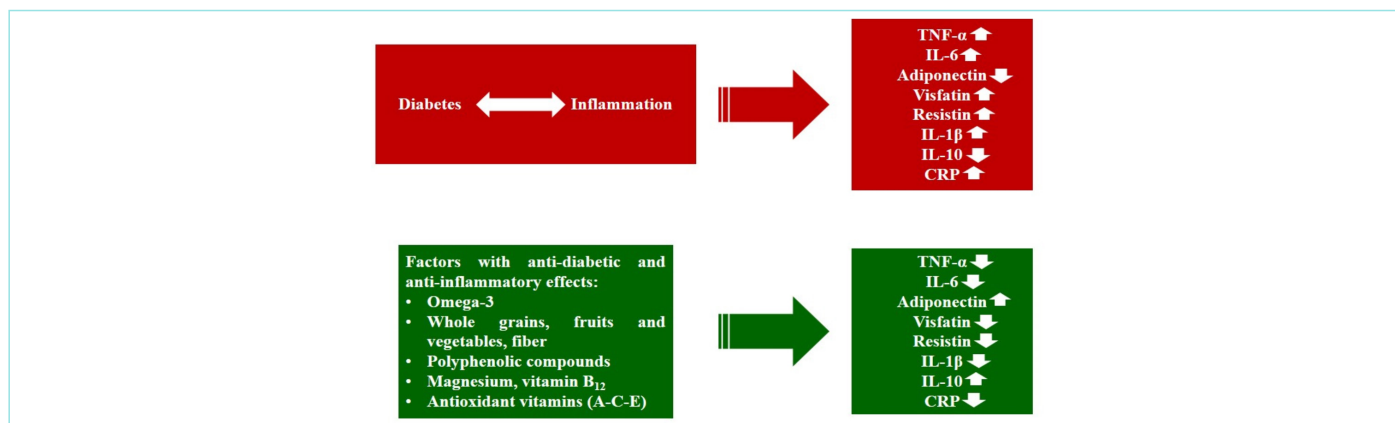 Diabetes Inflammation
TNF-α
IL-6
Adiponectin
Visfatin
Resistin
IL-1β
IL-10
CRP
Factors with anti-diabetic and
anti-inflammatory effects:
• Omega-3
• Whole grains, fruits and
vegetables, fiber
• Polyphenolic compounds
• Magnesium, vitamin B₁₂
• Antioxidant vitamins (A-C-E)
TNF-α
IL-6
Adiponectin
Visfatin
Resistin
IL-1β
IL-10
CRP